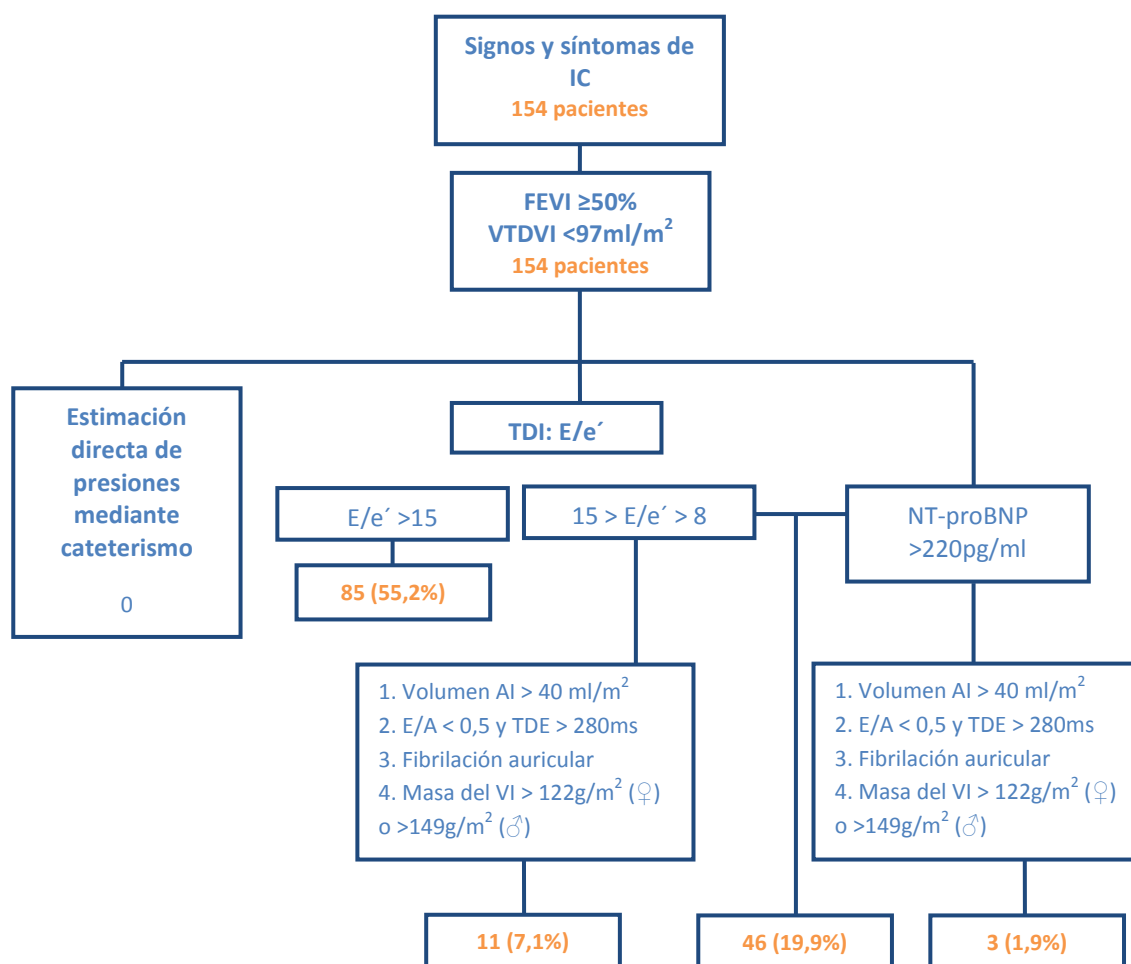 Signos y síntomas de
IC
154 pacientes
FEVI ≥50%
VTDVI <97ml/m²
154 pacientes
Estimación
directa de
presiones
mediante
cateterismo
0
TDI: E/e´
E/e´ >15
85 (55,2%)
15 > E/e´ > 8
NT-proBNP
>220pg/ml
1. Volumen AI > 40 ml/m²
2. E/A < 0,5 y TDE > 280ms
3. Fibrilación auricular
4. Masa del VI > 122g/m² (♀)
o >149g/m² (♂)
1. Volumen AI > 40 ml/m²
2. E/A < 0,5 y TDE > 280ms
3. Fibrilación auricular
4. Masa del VI > 122g/m² (♀)
o >149g/m² (♂)
11 (7,1%)
46 (19,9%)
3 (1,9%)